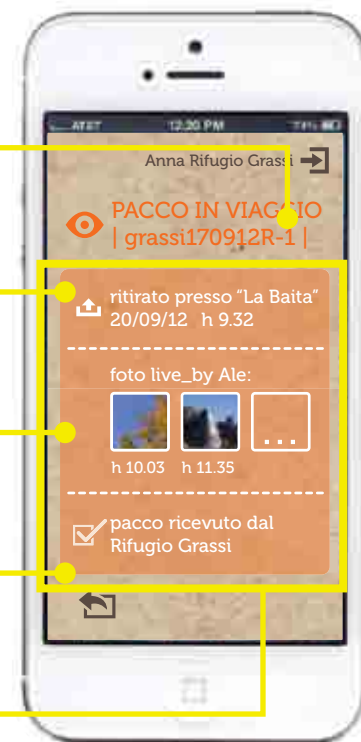 AT&T 12:20 PM
Anna Rifugio Grassi
PACCO IN VIAGGIO
| grassi170912R-1 |
ritirato presso “La Baita”
20/09/12 h 9.32
foto live_by Ale:
...
h 10.03 h 11.35
pacco ricevuto dal
Rifugio Grassi